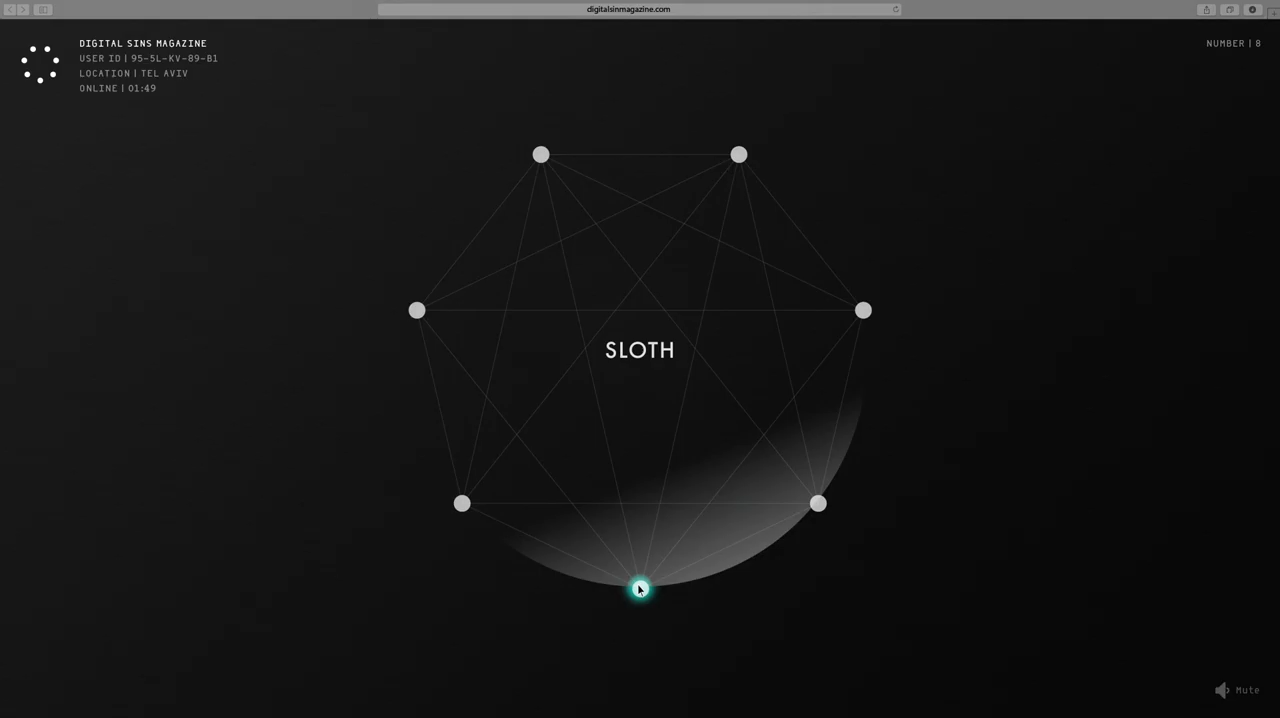 digitalsinmagazine.com
DIGITAL SINS MAGAZINE
USER ID | 95-5L-KV-89-B1
LOCATION | TEL AVIV
ONLINE | 01:49
NUMBER | 8
SLOTH
Mute